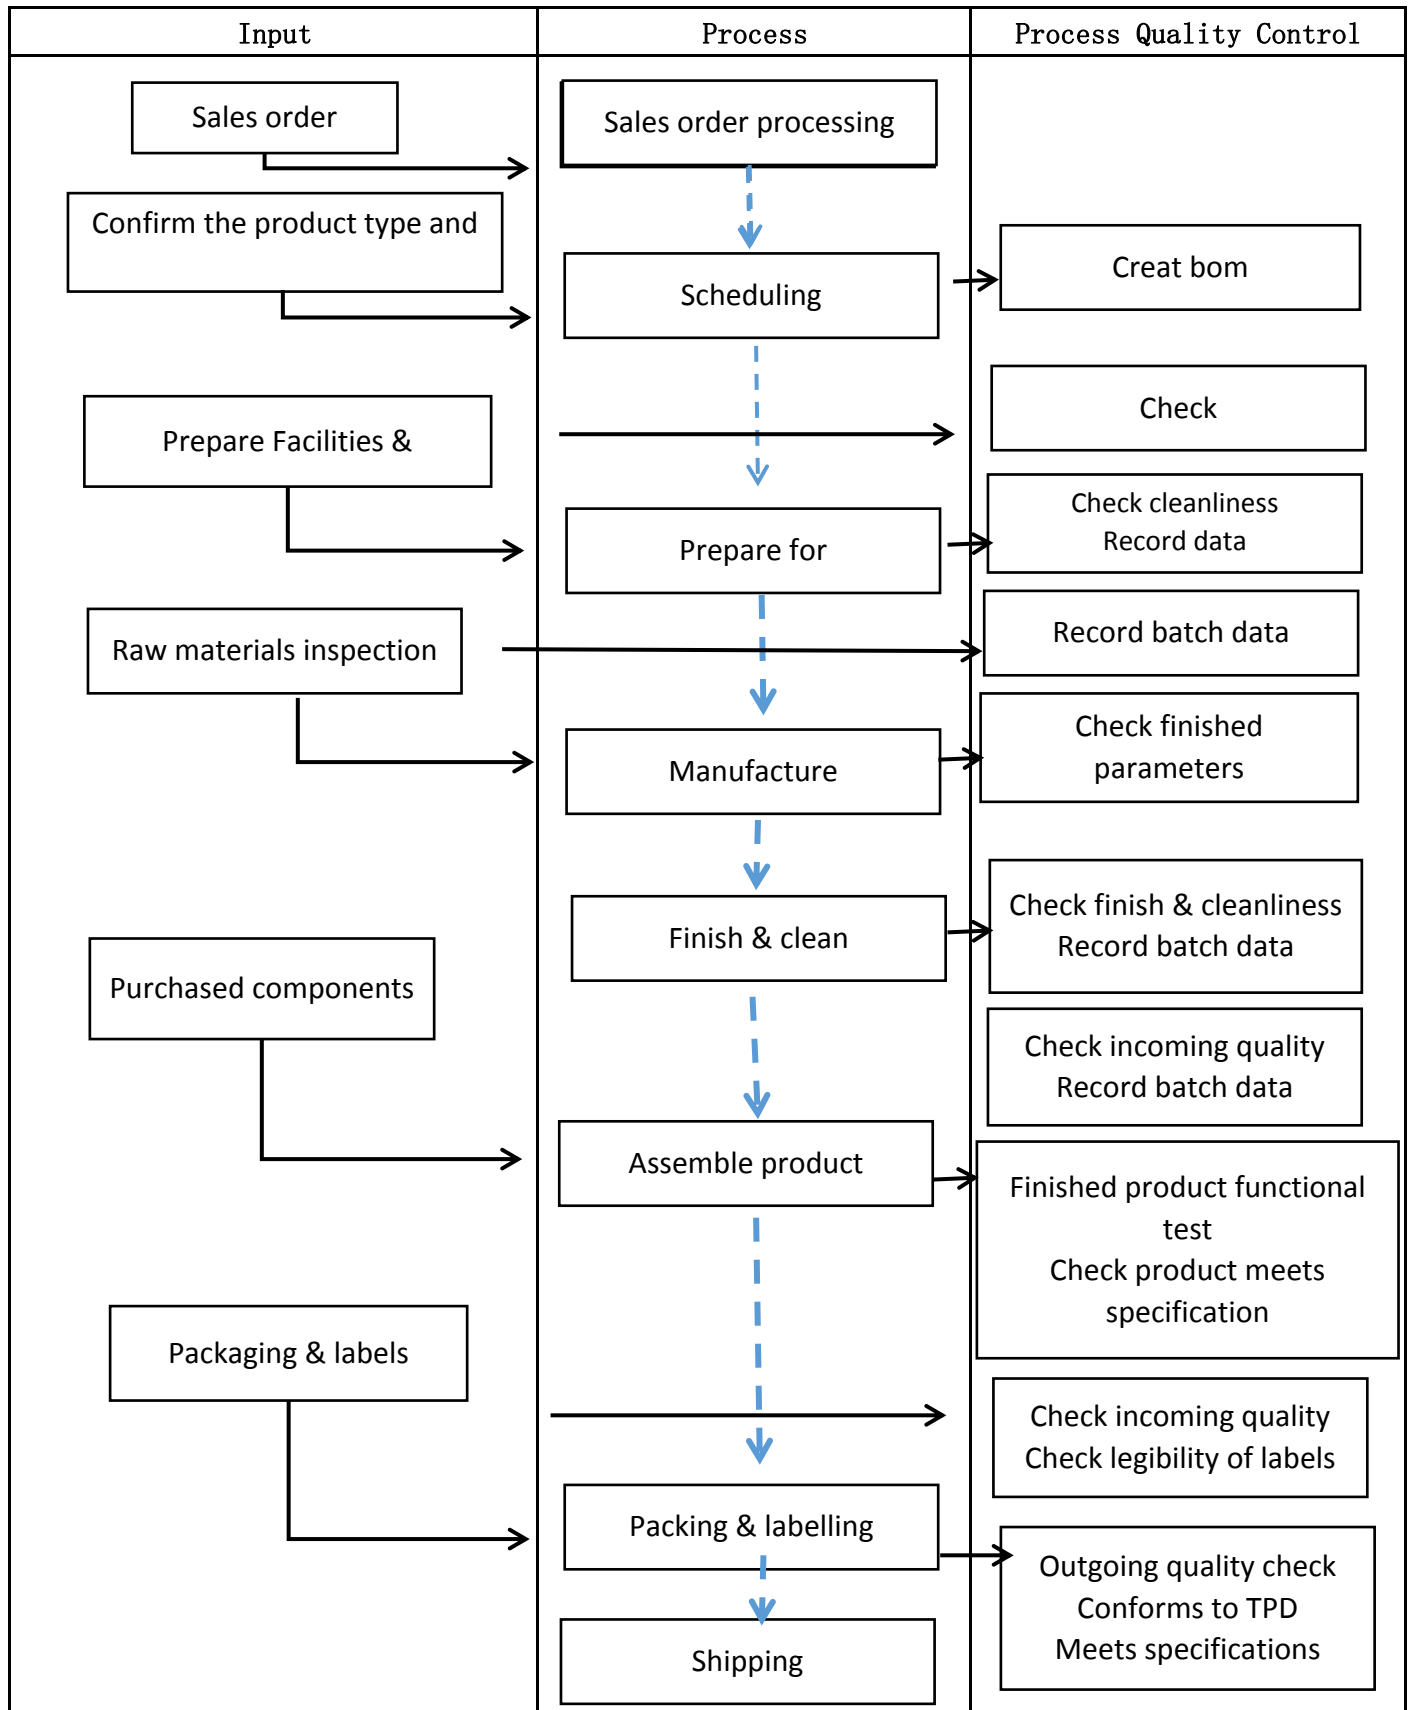 Input
Process
Process Quality Control
Sales order
Sales order processing
Confirm the product type and
Scheduling
Creat bom
Prepare Facilities &
Check
Prepare for
Check cleanliness
Record data
Raw materials inspection
Record batch data
Manufacture
Check finished
parameters
Finish & clean
Check finish & cleanliness
Record batch data
Purchased components
Check incoming quality
Record batch data
Assemble product
Finished product functional
test
Check product meets
specification
Packaging & labels
Check incoming quality
Check legibility of labels
Packing & labelling
Outgoing quality check
Conforms to TPD
Meets specifications
Shipping